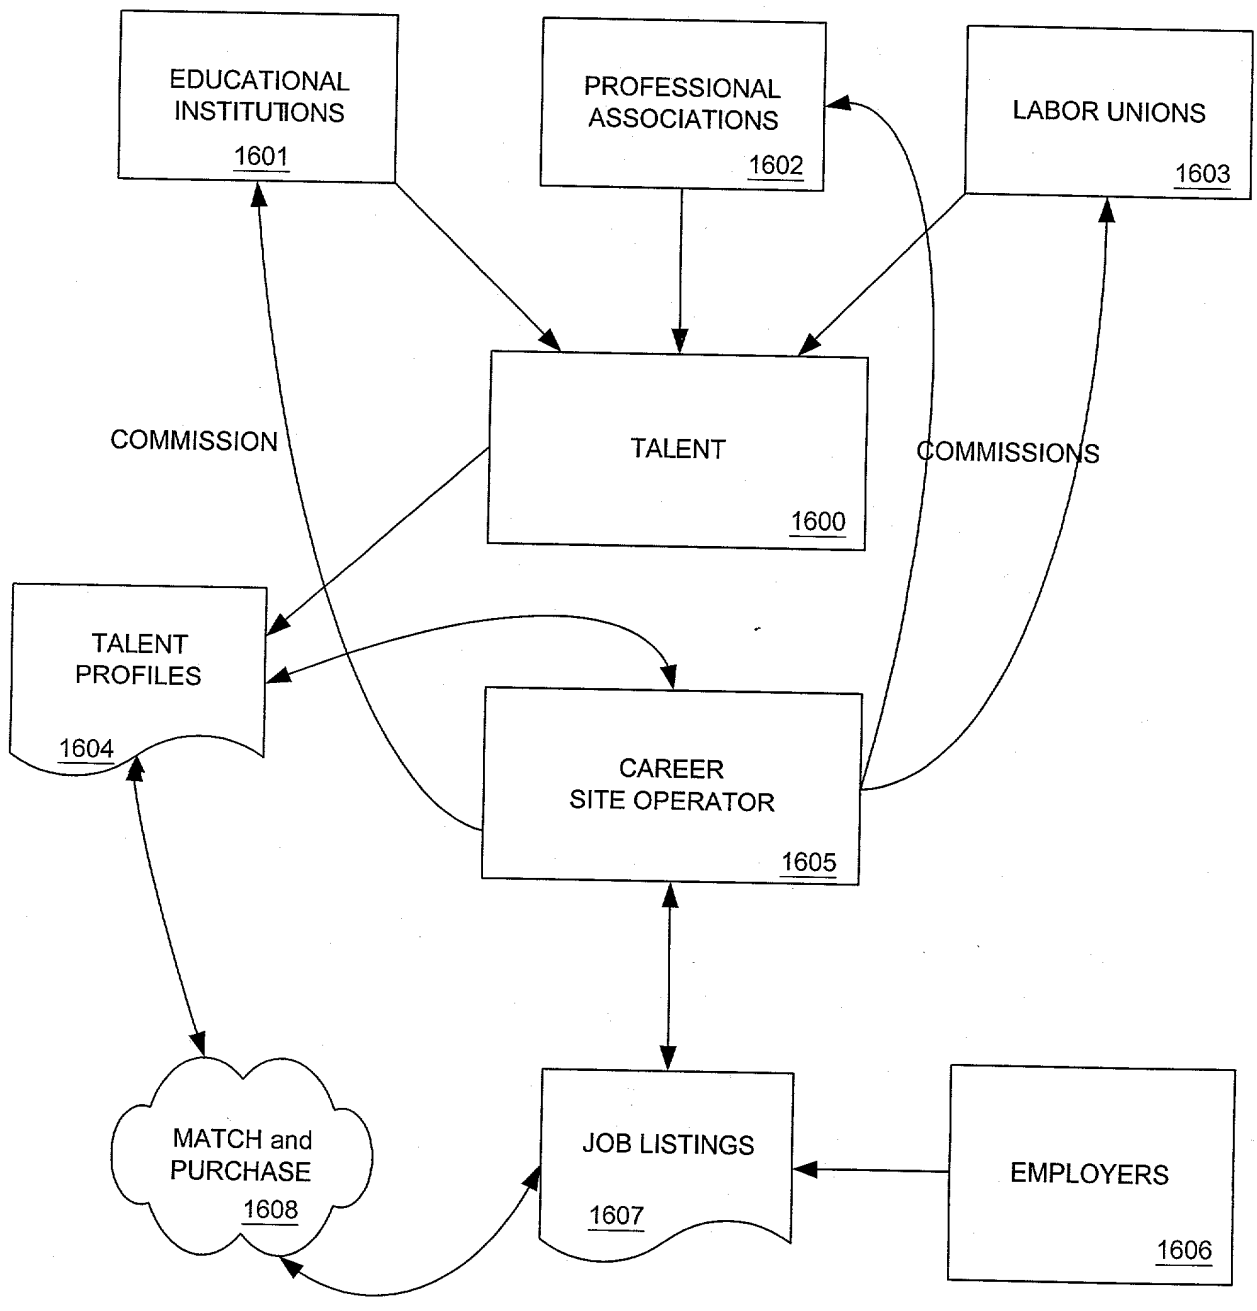 EDUCATIONAL
INSTITUTIONS
1601
PROFESSIONAL
ASSOCIATIONS
1602
LABOR UNIONS
1603
COMMISSION
TALENT
1600
COMMISSIONS
TALENT
PROFILES
1604
CAREER
SITE OPERATOR
1605
MATCH and
PURCHASE
1608
JOB LISTINGS
1607
EMPLOYERS
1606